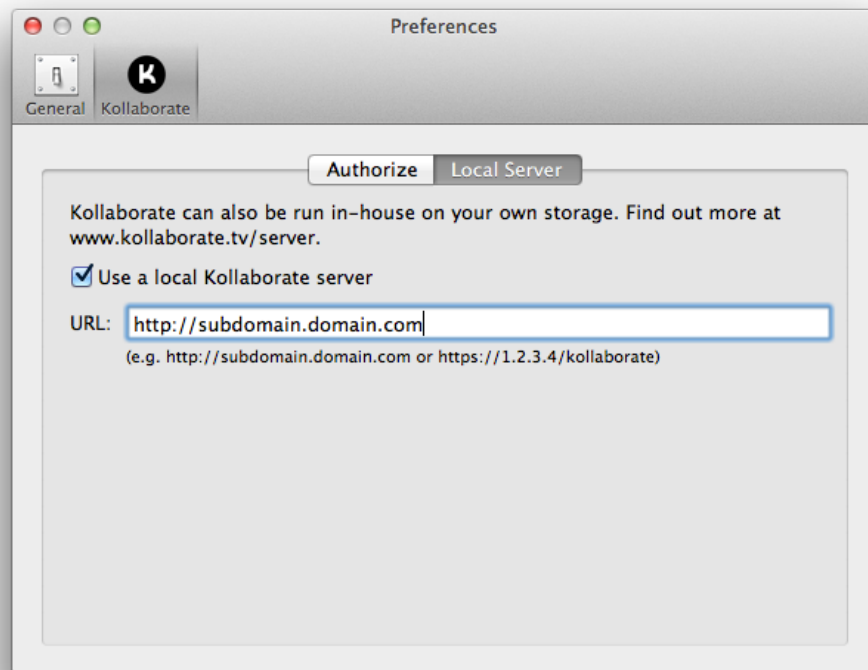 Preferences
General
Kollaborate
Authorize
Local Server
Kollaborate can also be run in-house on your own storage. Find out more at
www.kollaborate.tv/server.
Use a local Kollaborate server
URL: http://subdomain.domain.com
(e.g. http://subdomain.domain.com or https://1.2.3.4/kollaborate)